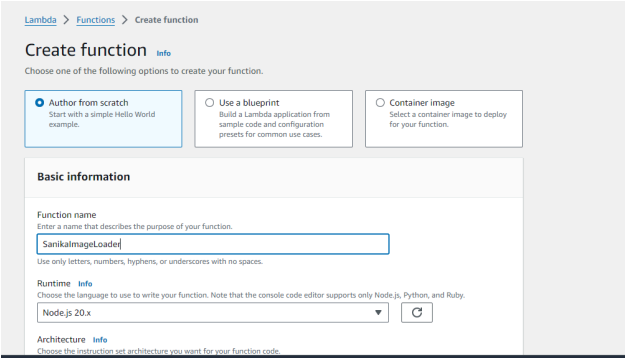 Lambda > Functions > Create function
Create function Info
Choose one of the following options to create your function.
Author from scratch
Start with a simple Hello World
example.
Use a blueprint
Build a Lambda application from
sample code and configuration
presets for common use cases.
Container image
Select a container image to deploy
for your function.
Basic information
Function name
Enter a name that describes the purpose of your function.
SanikaImageLoader
Use only letters, numbers, hyphens, or underscores with no spaces.
Runtime Info
Choose the language to use to write your function. Note that the console code editor supports only Node.js, Python, and Ruby.
Node.js 20.x
Architecture Info
Choose the instruction set architecture you want for your function code.